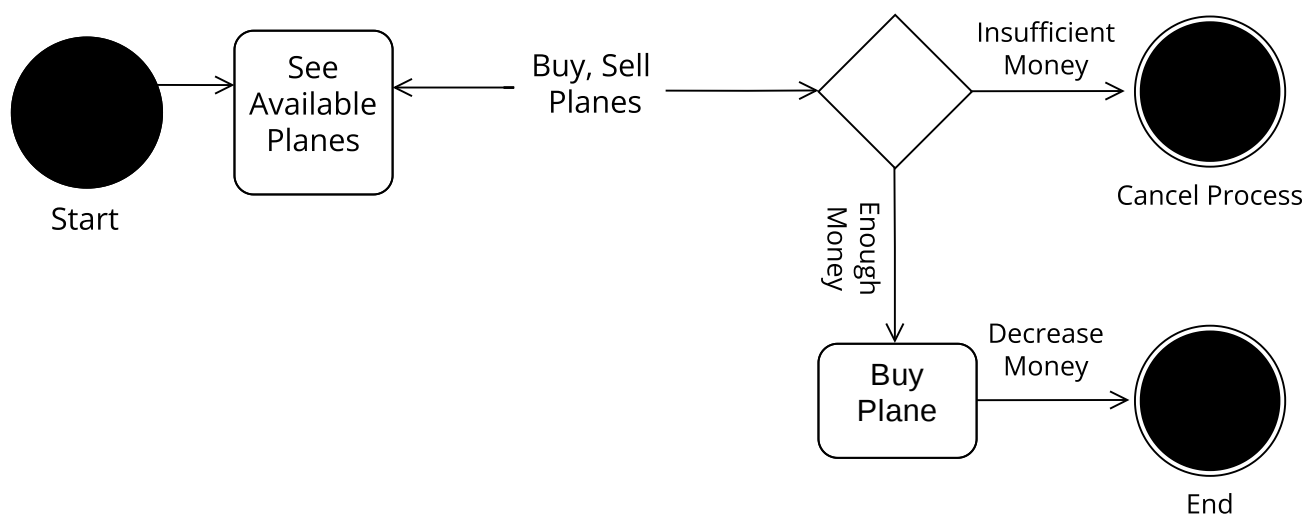 Start
See
Available
Planes
Buy, Sell
Planes
Insufficient
Money
Cancel Process
Enough
Money
Buy
Plane
Decrease
Money
End